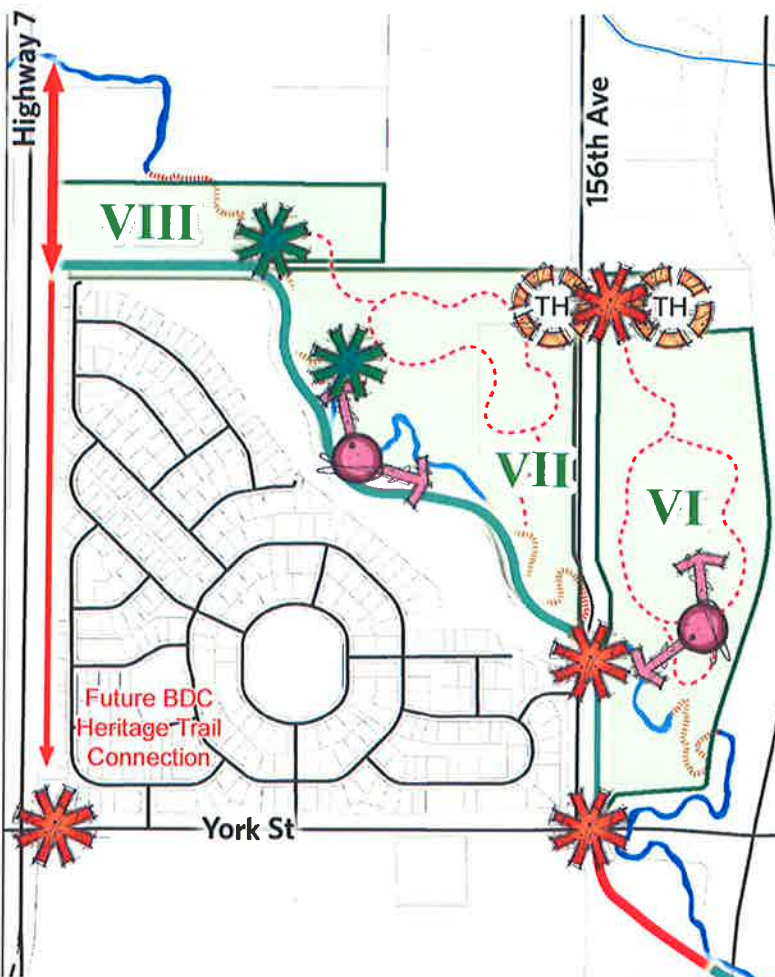 Highway 7
156th Ave
VIII
TH
TH
VII
VI
Future BDC
Heritage Trail
Connection
York St